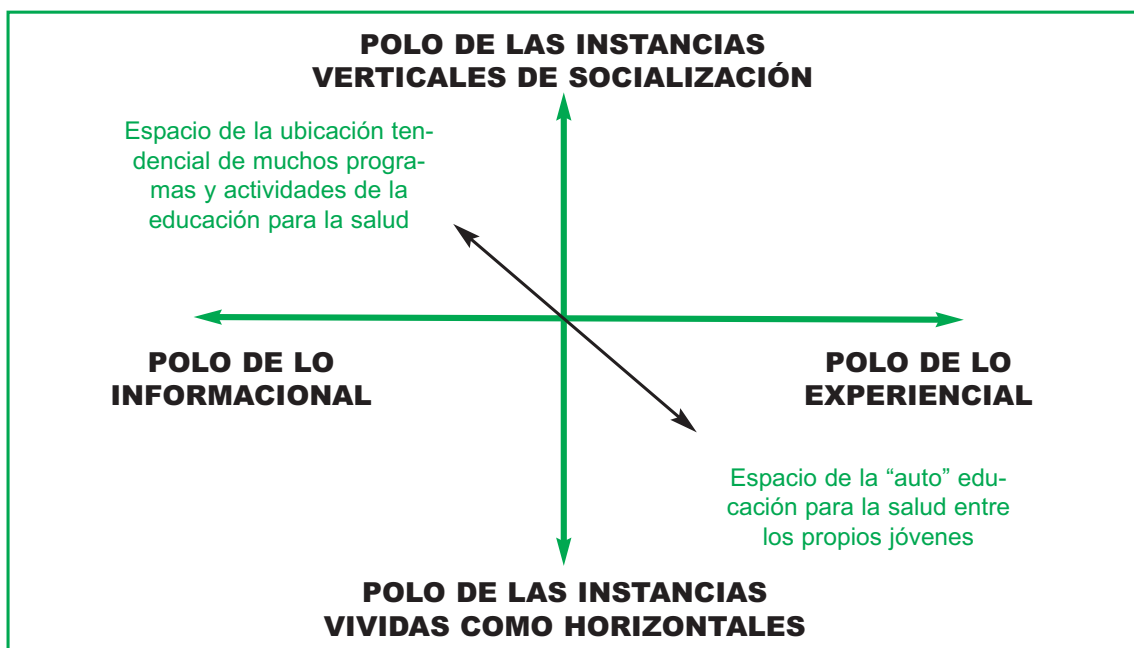 POLO DE LAS INSTANCIAS
VERTICALES DE SOCIALIZACIÓN
Espacio de la ubicación ten-
dencial de muchos progra-
mas y actividades de la
educación para la salud
POLO DE LO
INFORMACIONAL
POLO DE LO
EXPERIENCIAL
Espacio de la “auto” edu-
cación para la salud entre
los propios jóvenes
POLO DE LAS INSTANCIAS
VIVIDAS COMO HORIZONTALES